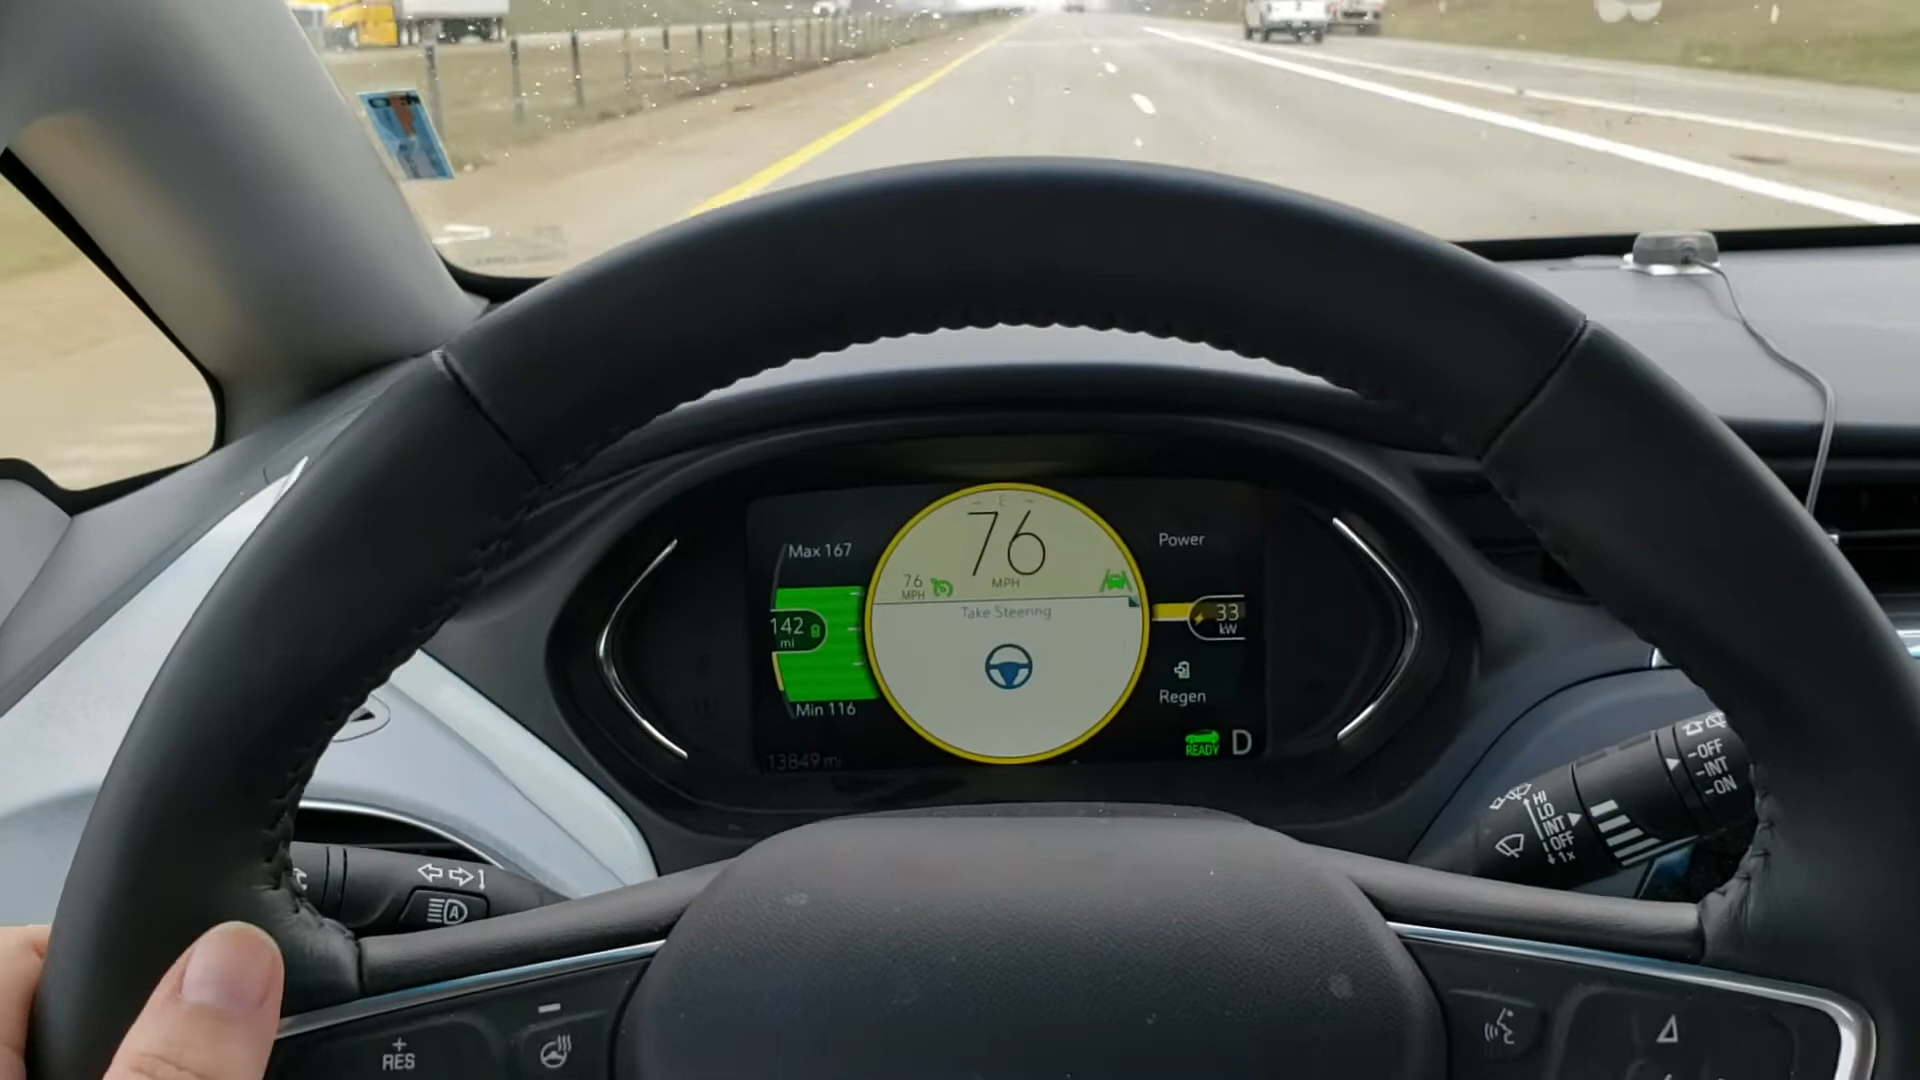 E
76
MPH
76
MPH
Take Steering
Max 167
142
mi
Min 116
13849 mi
Power
33
kW
Regen
READY D
OFF
INT
ON
HI
LO
INT
OFF
1x
A
+
RES